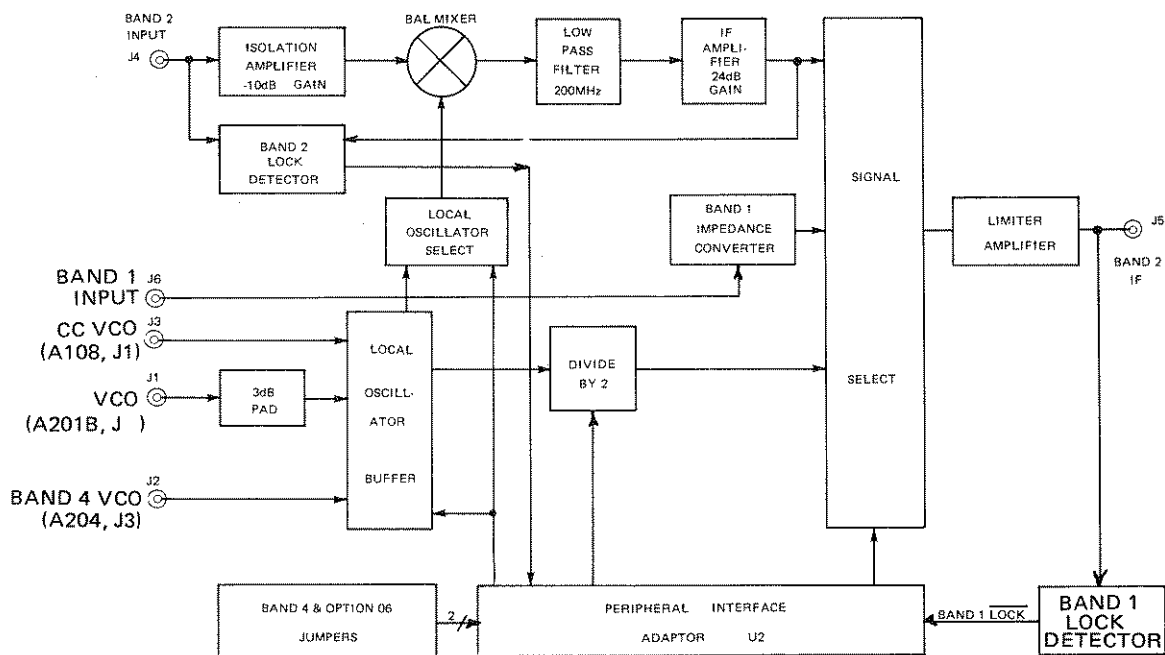 BAND 2
INPUT
J4
ISOLATION
AMPLIFIER
-10dB GAIN
BAL MIXER
LOW
PASS
FILTER
200MHz
IF
AMPLI-
FIER
24dB
GAIN
BAND 2
LOCK
DETECTOR
LOCAL
OSCILLATOR
SELECT
BAND 1
IMPEDANCE
CONVERTER
SIGNAL
SELECT
LIMITER
AMPLIFIER
J5
BAND 2
IF
BAND 1
INPUT
J6
CC VCO
(A108, J1)
J3
VCO
(A201B, J )
J1
3dB
PAD
LOCAL
OSCILL-
ATOR
BUFFER
DIVIDE
BY 2
BAND 4 VCO
(A204, J3)
J2
BAND 4 & OPTION 06
JUMPERS
2
PERIPHERAL INTERFACE
ADAPTOR U2
BAND 1 LOCK
BAND 1
LOCK
DETECTOR